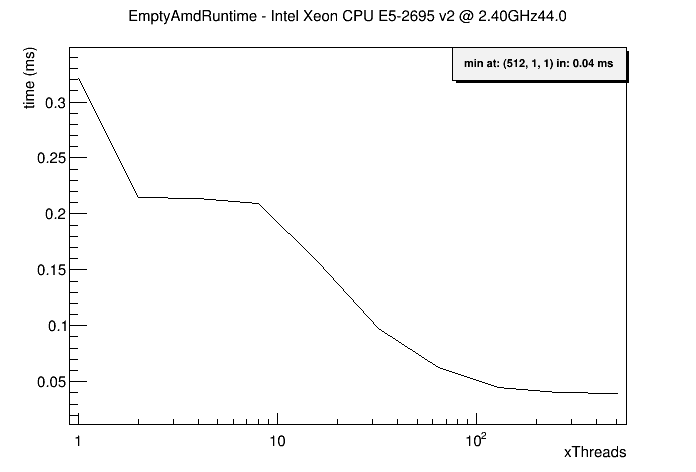 EmptyAmdRuntime - Intel Xeon CPU E5-2695 v2 @ 2.40GHz44.0
time (ms)
min at: (512, 1, 1) in: 0.04 ms
0.3
0.25
0.2
0.15
0.1
0.05
1
10
10²
xThreads